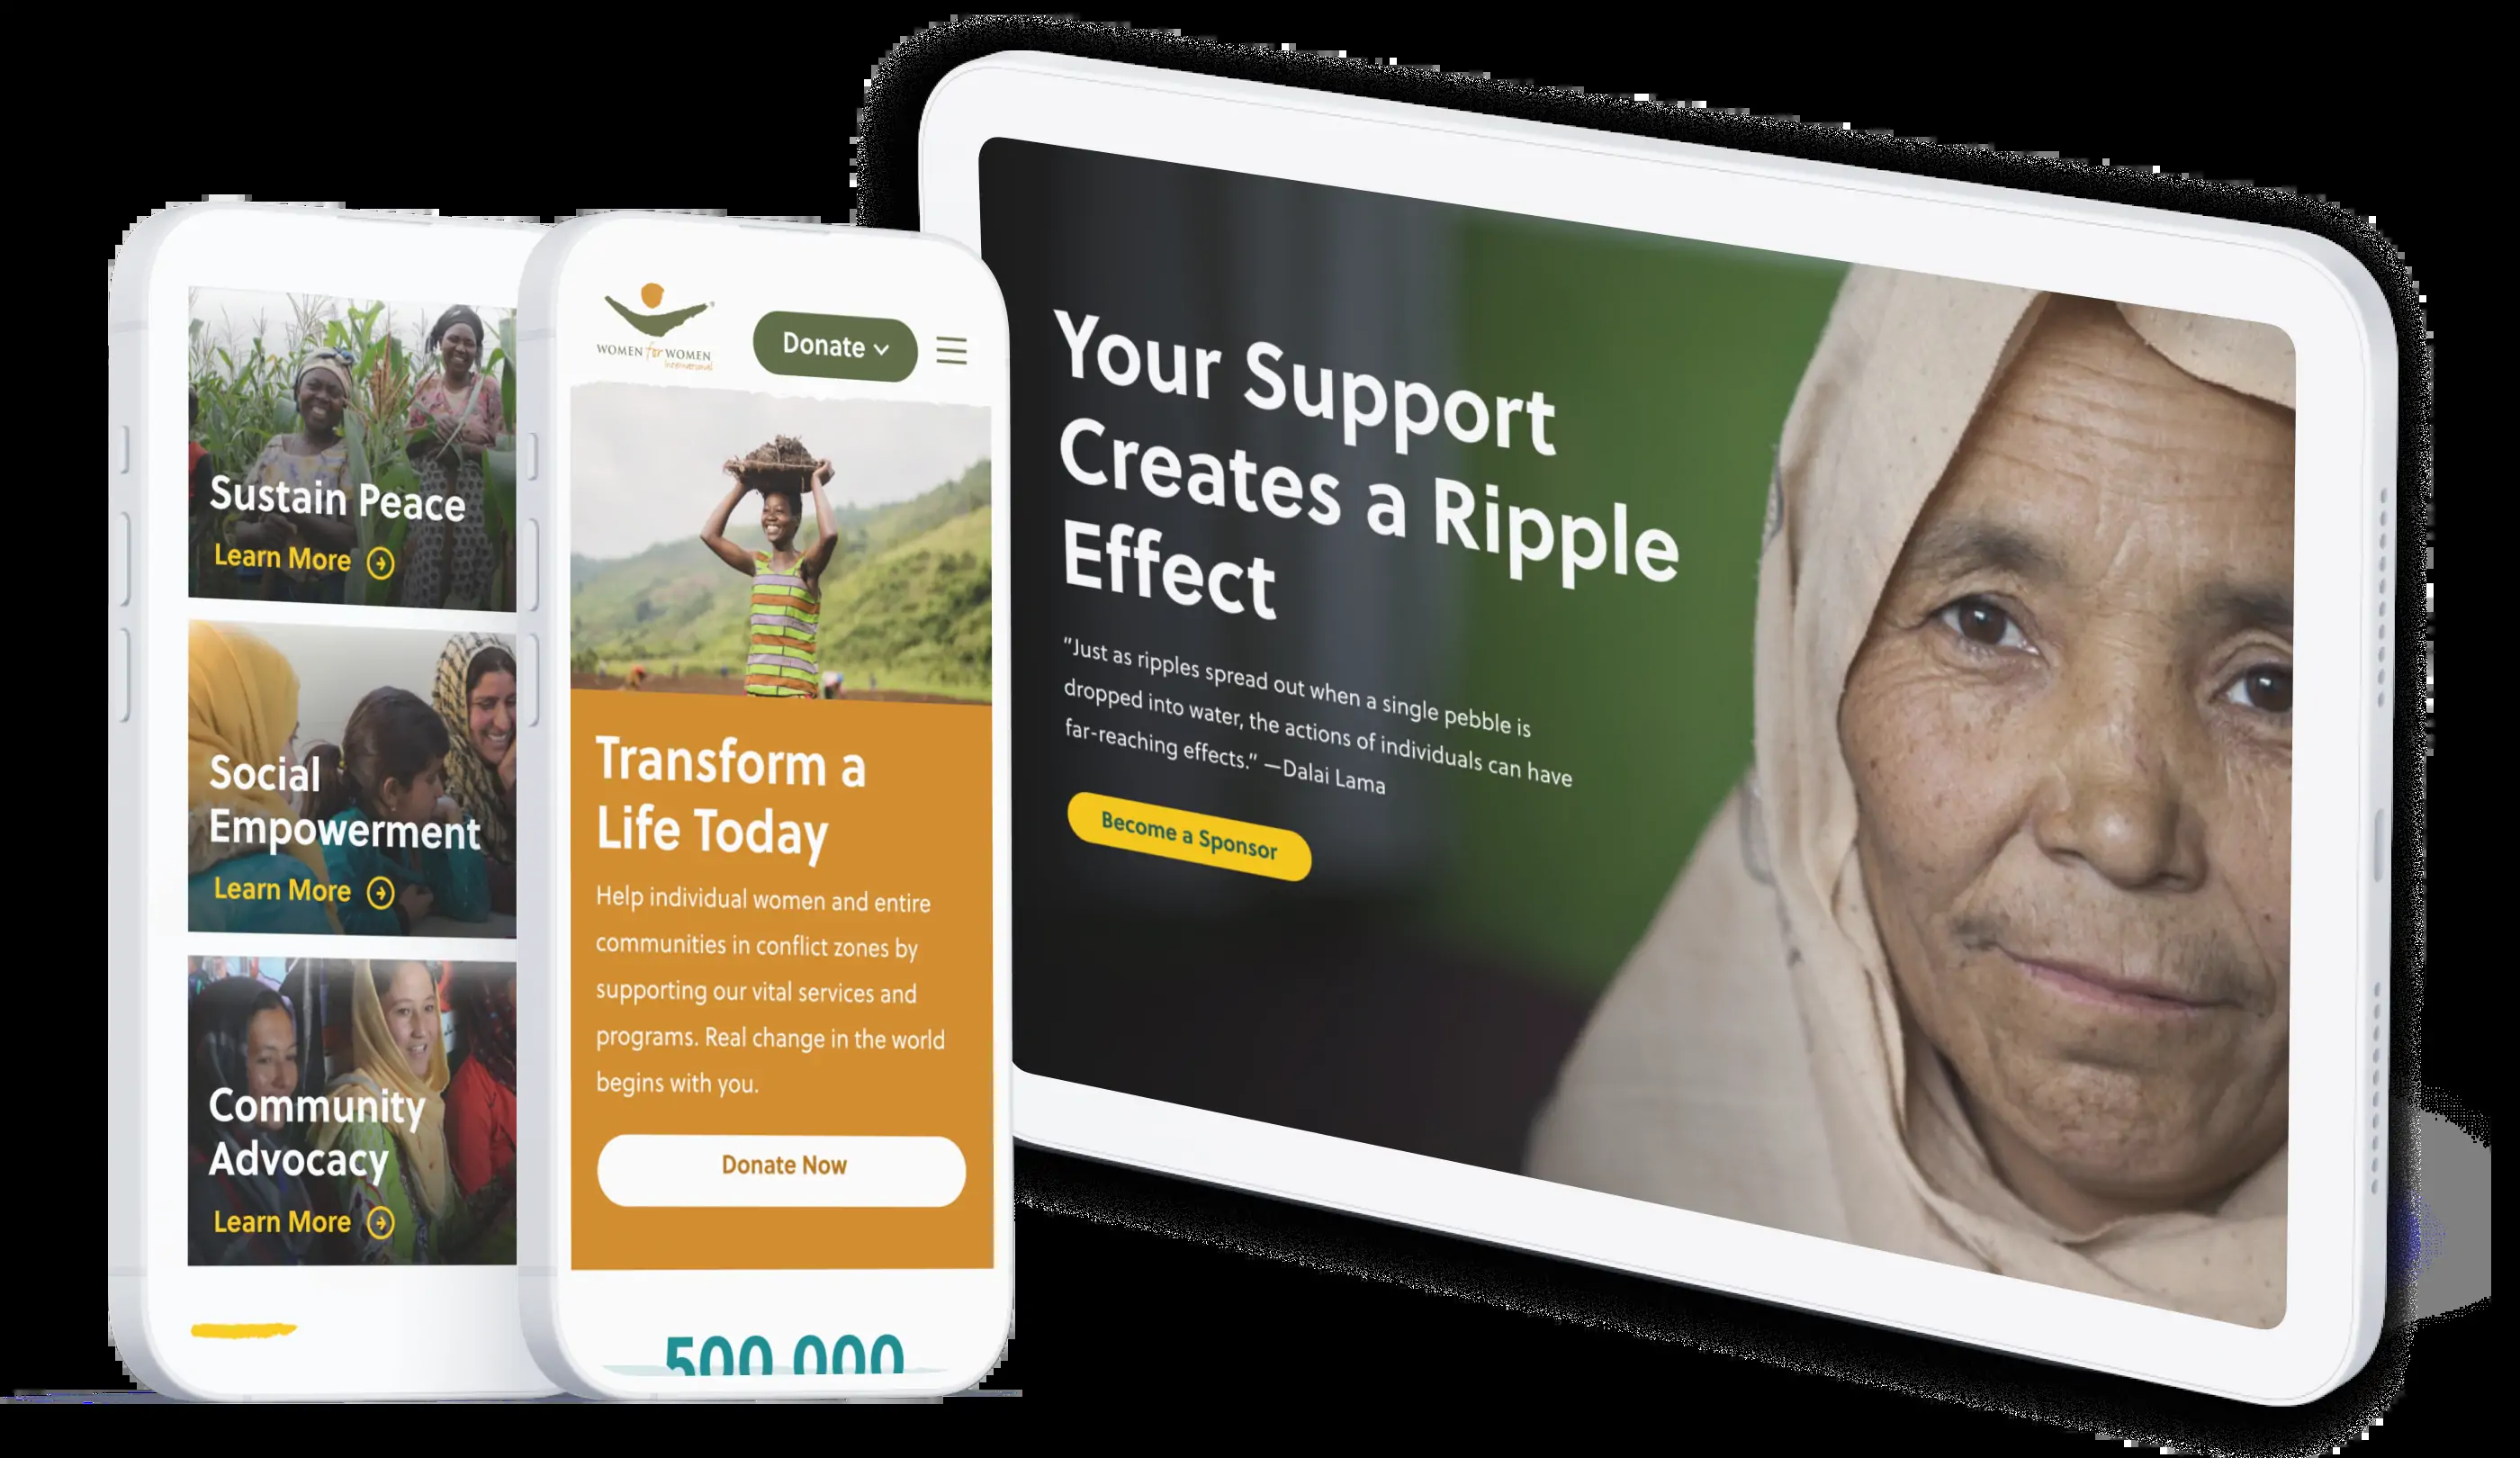 Sustain Peace
Learn More
Social
Empowerment
Learn More
Community
Advocacy
Learn More
WOMEN for WOMEN
international
Donate
Transform a
Life Today
Help individual women and entire
communities in conflict zones by
supporting our vital services and
programs. Real change in the world
begins with you.
Donate Now
500,000
Your Support
Creates a Ripple
Effect
"Just as ripples spread out when a single pebble is
dropped into water, the actions of individuals can have
far-reaching effects." —Dalai Lama
Become a Sponsor